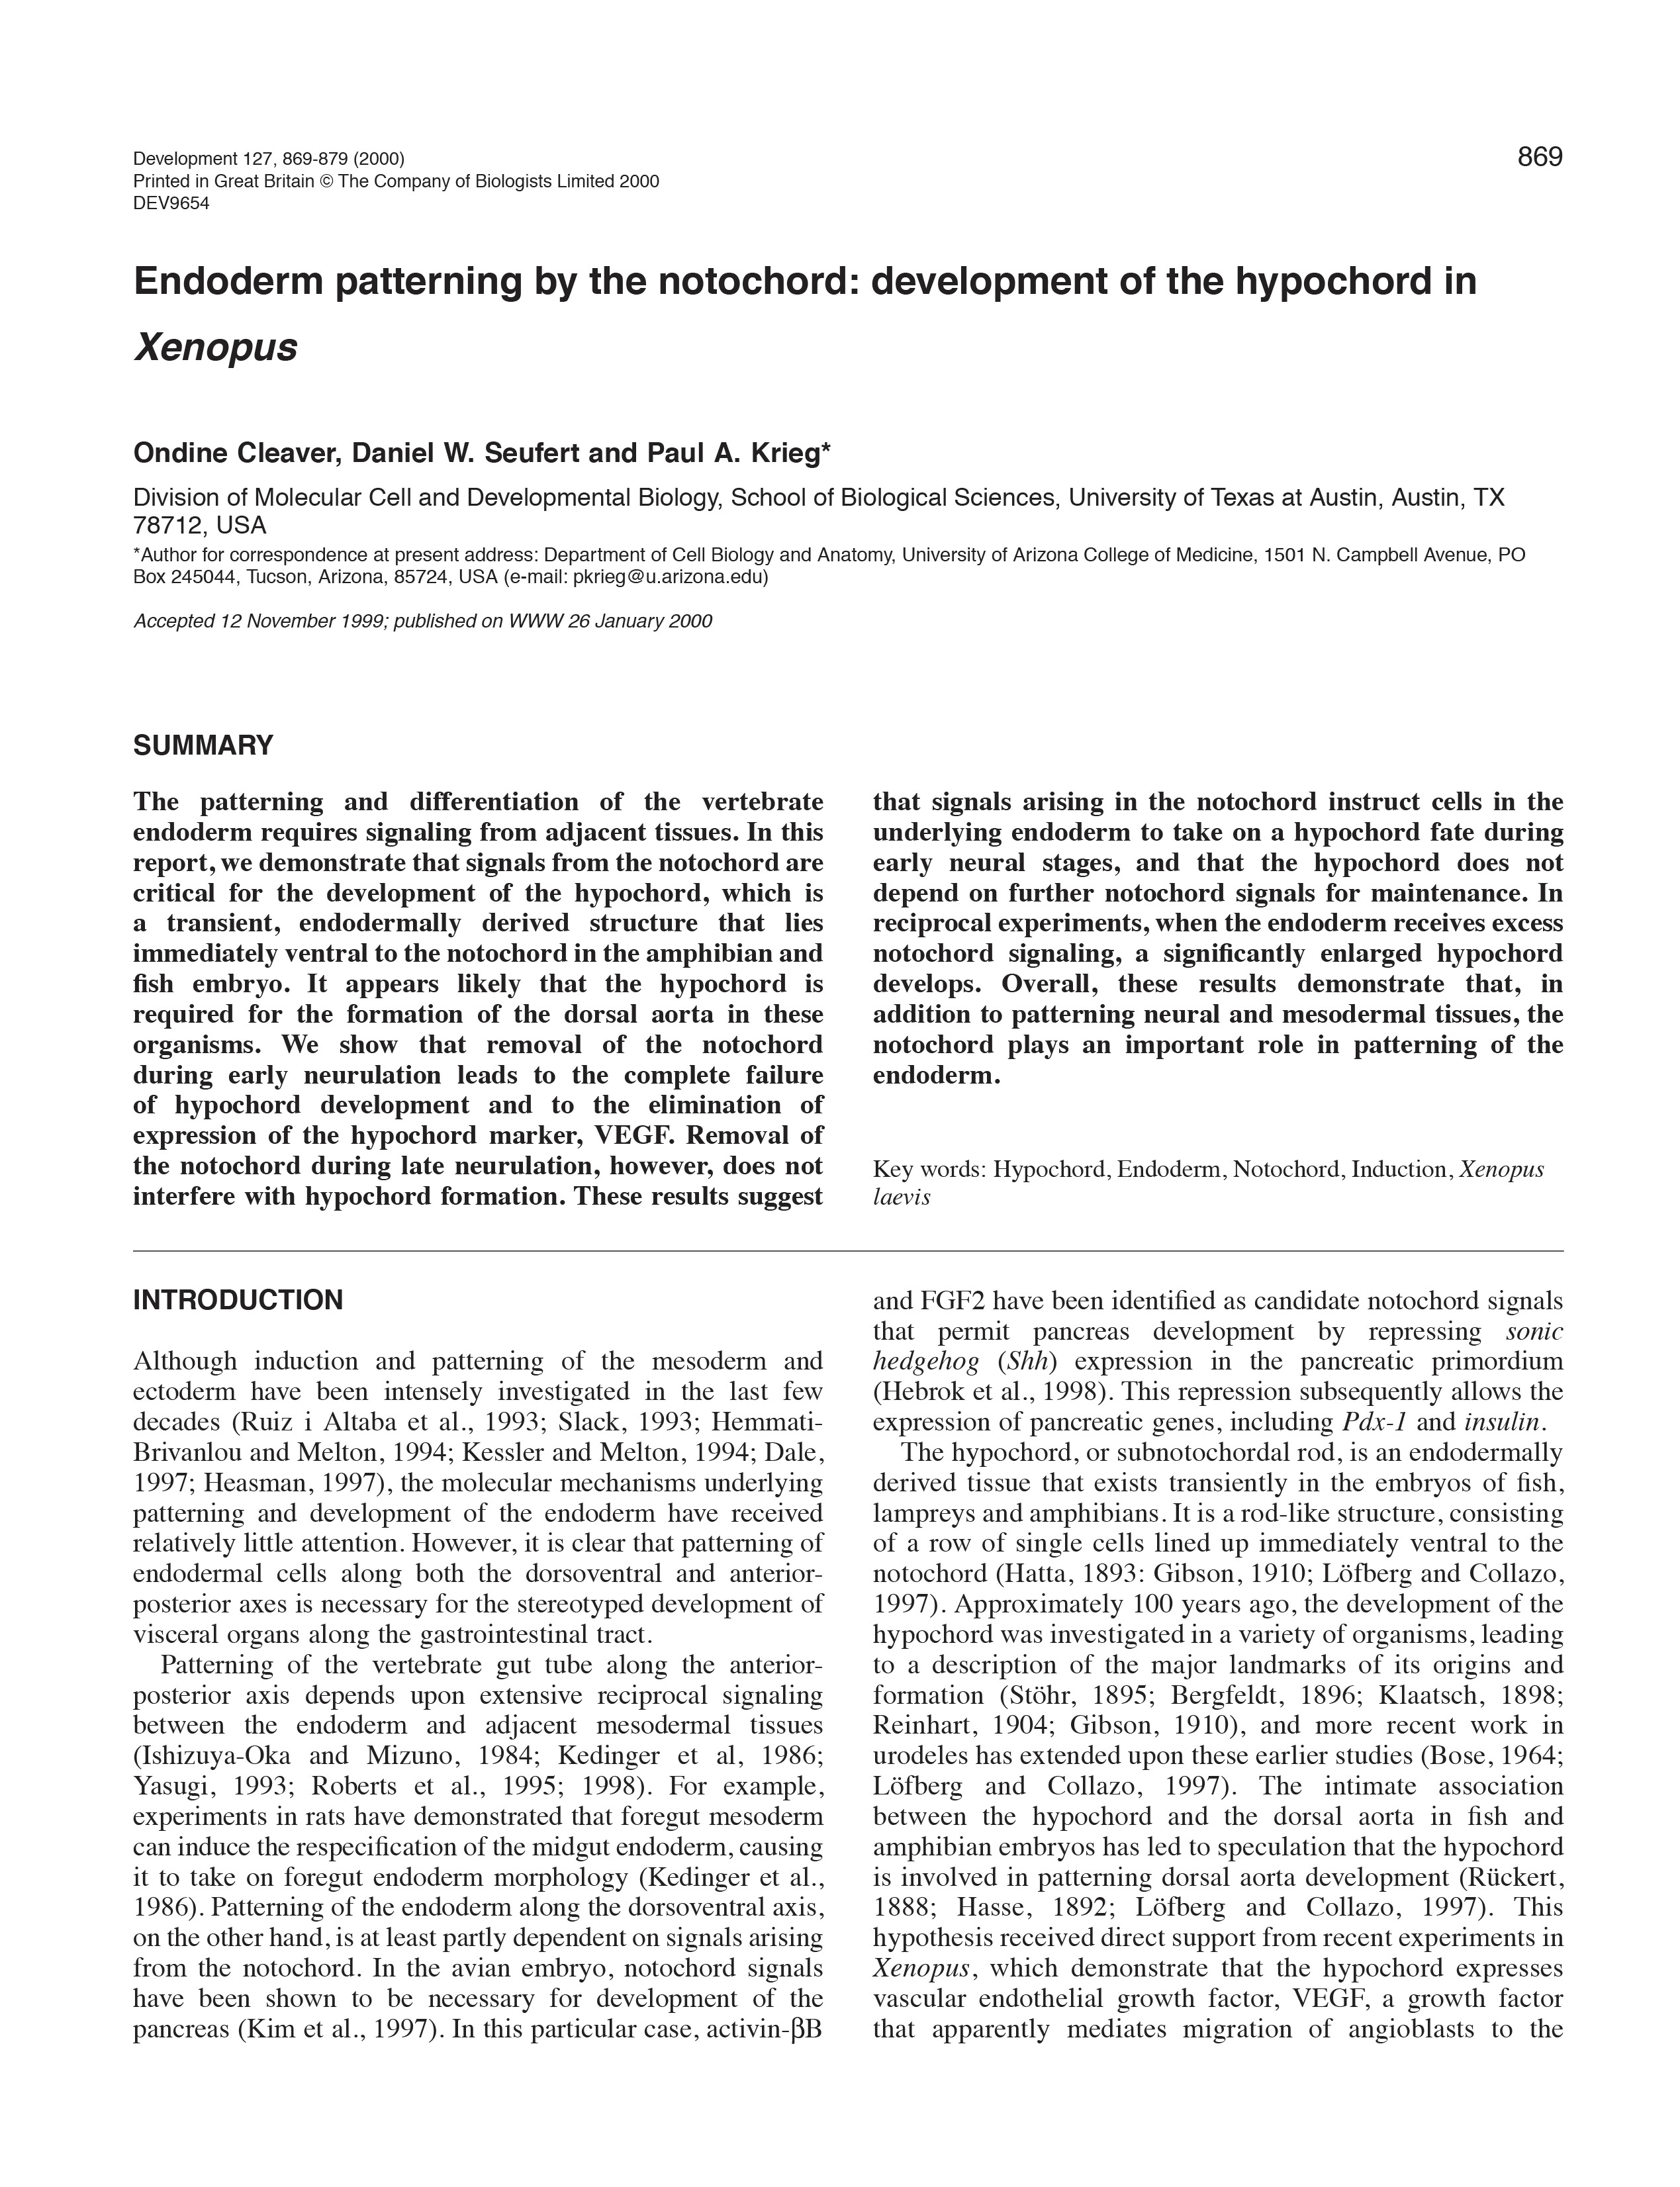 Development 127, 869-879 (2000)
Printed in Great Britain © The Company of Biologists Limited 2000
DEV9654
869
Endoderm patterning by the notochord: development of the hypochord in
Xenopus
Ondine Cleaver, Daniel W. Seufert and Paul A. Krieg*
Division of Molecular Cell and Developmental Biology, School of Biological Sciences, University of Texas at Austin, Austin, TX
78712, USA
*Author for correspondence at present address: Department of Cell Biology and Anatomy, University of Arizona College of Medicine, 1501 N. Campbell Avenue, PO
Box 245044, Tucson, Arizona, 85724, USA (e-mail: pkrieg@u.arizona.edu)
Accepted 12 November 1999; published on WWW 26 January 2000
SUMMARY
The patterning and differentiation of the vertebrate
endoderm requires signaling from adjacent tissues. In this
report, we demonstrate that signals from the notochord are
critical for the development of the hypochord, which is
a transient, endodermally derived structure that lies
immediately ventral to the notochord in the amphibian and
fish embryo. It appears likely that the hypochord is
required for the formation of the dorsal aorta in these
organisms. We show that removal of the notochord
during early neurulation leads to the complete failure
of hypochord development and to the elimination of
expression of the hypochord marker, VEGF. Removal of
the notochord during late neurulation, however, does not
interfere with hypochord formation. These results suggest
that signals arising in the notochord instruct cells in the
underlying endoderm to take on a hypochord fate during
early neural stages, and that the hypochord does not
depend on further notochord signals for maintenance. In
reciprocal experiments, when the endoderm receives excess
notochord signaling, a significantly enlarged hypochord
develops. Overall, these results demonstrate that, in
addition to patterning neural and mesodermal tissues, the
notochord plays an important role in patterning of the
endoderm.
Key words: Hypochord, Endoderm, Notochord, Induction, Xenopus
laevis
INTRODUCTION
Although induction and patterning of the mesoderm and
ectoderm have been intensely investigated in the last few
decades (Ruiz i Altaba et al., 1993; Slack, 1993; Hemmati-
Brivanlou and Melton, 1994; Kessler and Melton, 1994; Dale,
1997; Heasman, 1997), the molecular mechanisms underlying
patterning and development of the endoderm have received
relatively little attention. However, it is clear that patterning of
endodermal cells along both the dorsoventral and anterior-
posterior axes is necessary for the stereotyped development of
visceral organs along the gastrointestinal tract.
Patterning of the vertebrate gut tube along the anterior-
posterior axis depends upon extensive reciprocal signaling
between the endoderm and adjacent mesodermal tissues
(Ishizuya-Oka and Mizuno, 1984; Kedinger et al, 1986;
Yasugi, 1993; Roberts et al., 1995; 1998). For example,
experiments in rats have demonstrated that foregut mesoderm
can induce the respecification of the midgut endoderm, causing
it to take on foregut endoderm morphology (Kedinger et al.,
1986). Patterning of the endoderm along the dorsoventral axis,
on the other hand, is at least partly dependent on signals arising
from the notochord. In the avian embryo, notochord signals
have been shown to be necessary for development of the
pancreas (Kim et al., 1997). In this particular case, activin-βB
and FGF2 have been identified as candidate notochord signals
that permit pancreas development by repressing sonic
hedgehog (Shh) expression in the pancreatic primordium
(Hebrok et al., 1998). This repression subsequently allows the
expression of pancreatic genes, including Pdx-1 and insulin.
The hypochord, or subnotochordal rod, is an endodermally
derived tissue that exists transiently in the embryos of fish,
lampreys and amphibians. It is a rod-like structure, consisting
of a row of single cells lined up immediately ventral to the
notochord (Hatta, 1893: Gibson, 1910; Löfberg and Collazo,
1997). Approximately 100 years ago, the development of the
hypochord was investigated in a variety of organisms, leading
to a description of the major landmarks of its origins and
formation (Stöhr, 1895; Bergfeldt, 1896; Klaatsch, 1898;
Reinhart, 1904; Gibson, 1910), and more recent work in
urodeles has extended upon these earlier studies (Bose, 1964;
Löfberg and Collazo, 1997). The intimate association
between the hypochord and the dorsal aorta in fish and
amphibian embryos has led to speculation that the hypochord
is involved in patterning dorsal aorta development (Rückert,
1888; Hasse, 1892; Löfberg and Collazo, 1997). This
hypothesis received direct support from recent experiments in
Xenopus, which demonstrate that the hypochord expresses
vascular endothelial growth factor, VEGF, a growth factor
that apparently mediates migration of angioblasts to the